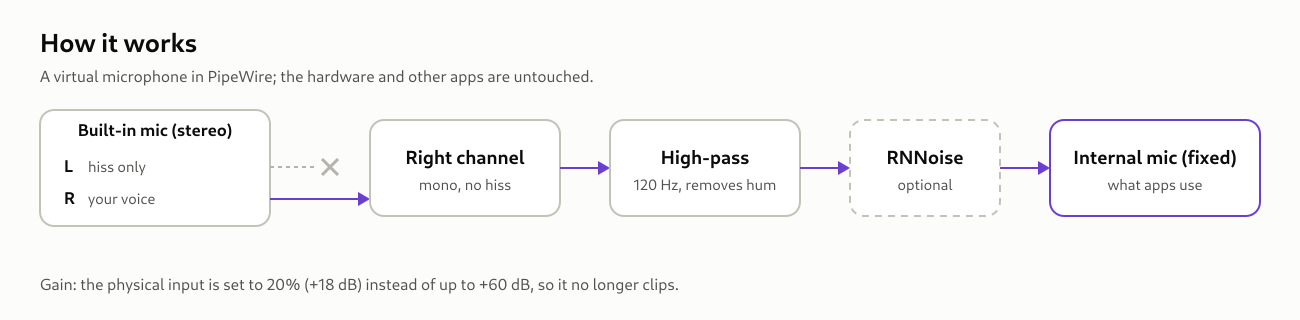 How it works
A virtual microphone in PipeWire; the hardware and other apps are untouched.
Built-in mic (stereo)
L hiss only
R your voice
Right channel
mono, no hiss
High-pass
120 Hz, removes hum
RNNoise
optional
Internal mic (fixed)
what apps use
Gain: the physical input is set to 20% (+18 dB) instead of up to +60 dB, so it no longer clips.